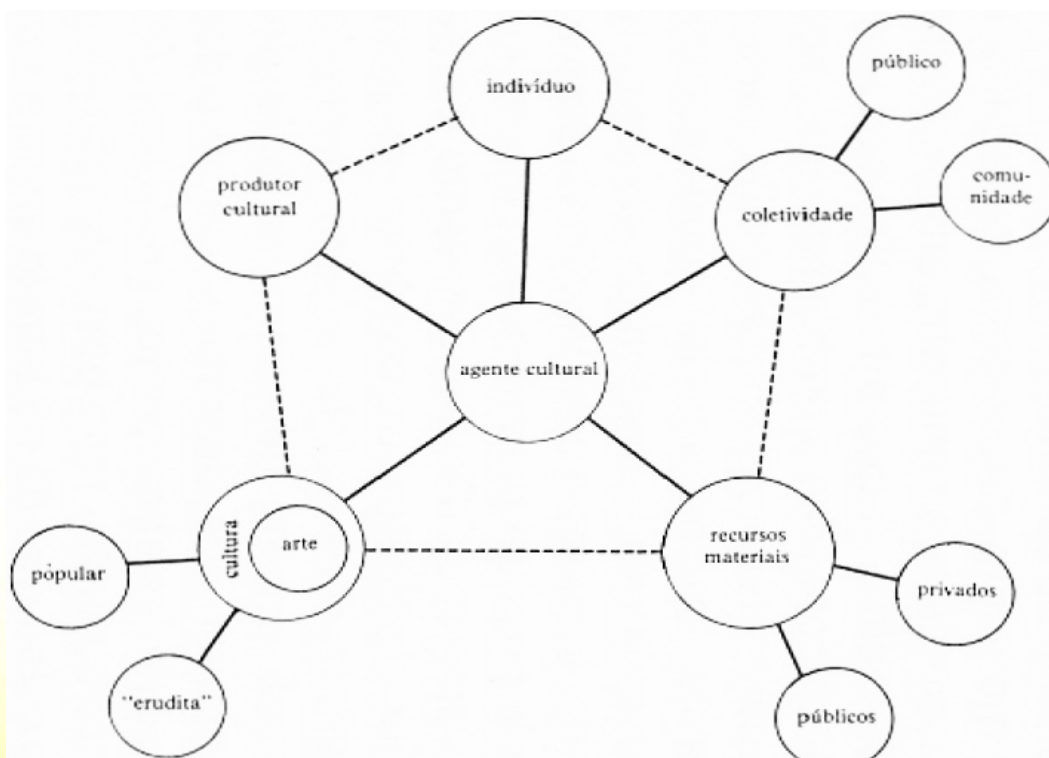 público
indivíduo
comu-
nidade
produtor
cultural
coletividade
agente cultural
cultura
arte
recursos
materiais
pópular
privados
"erudita"
públicos